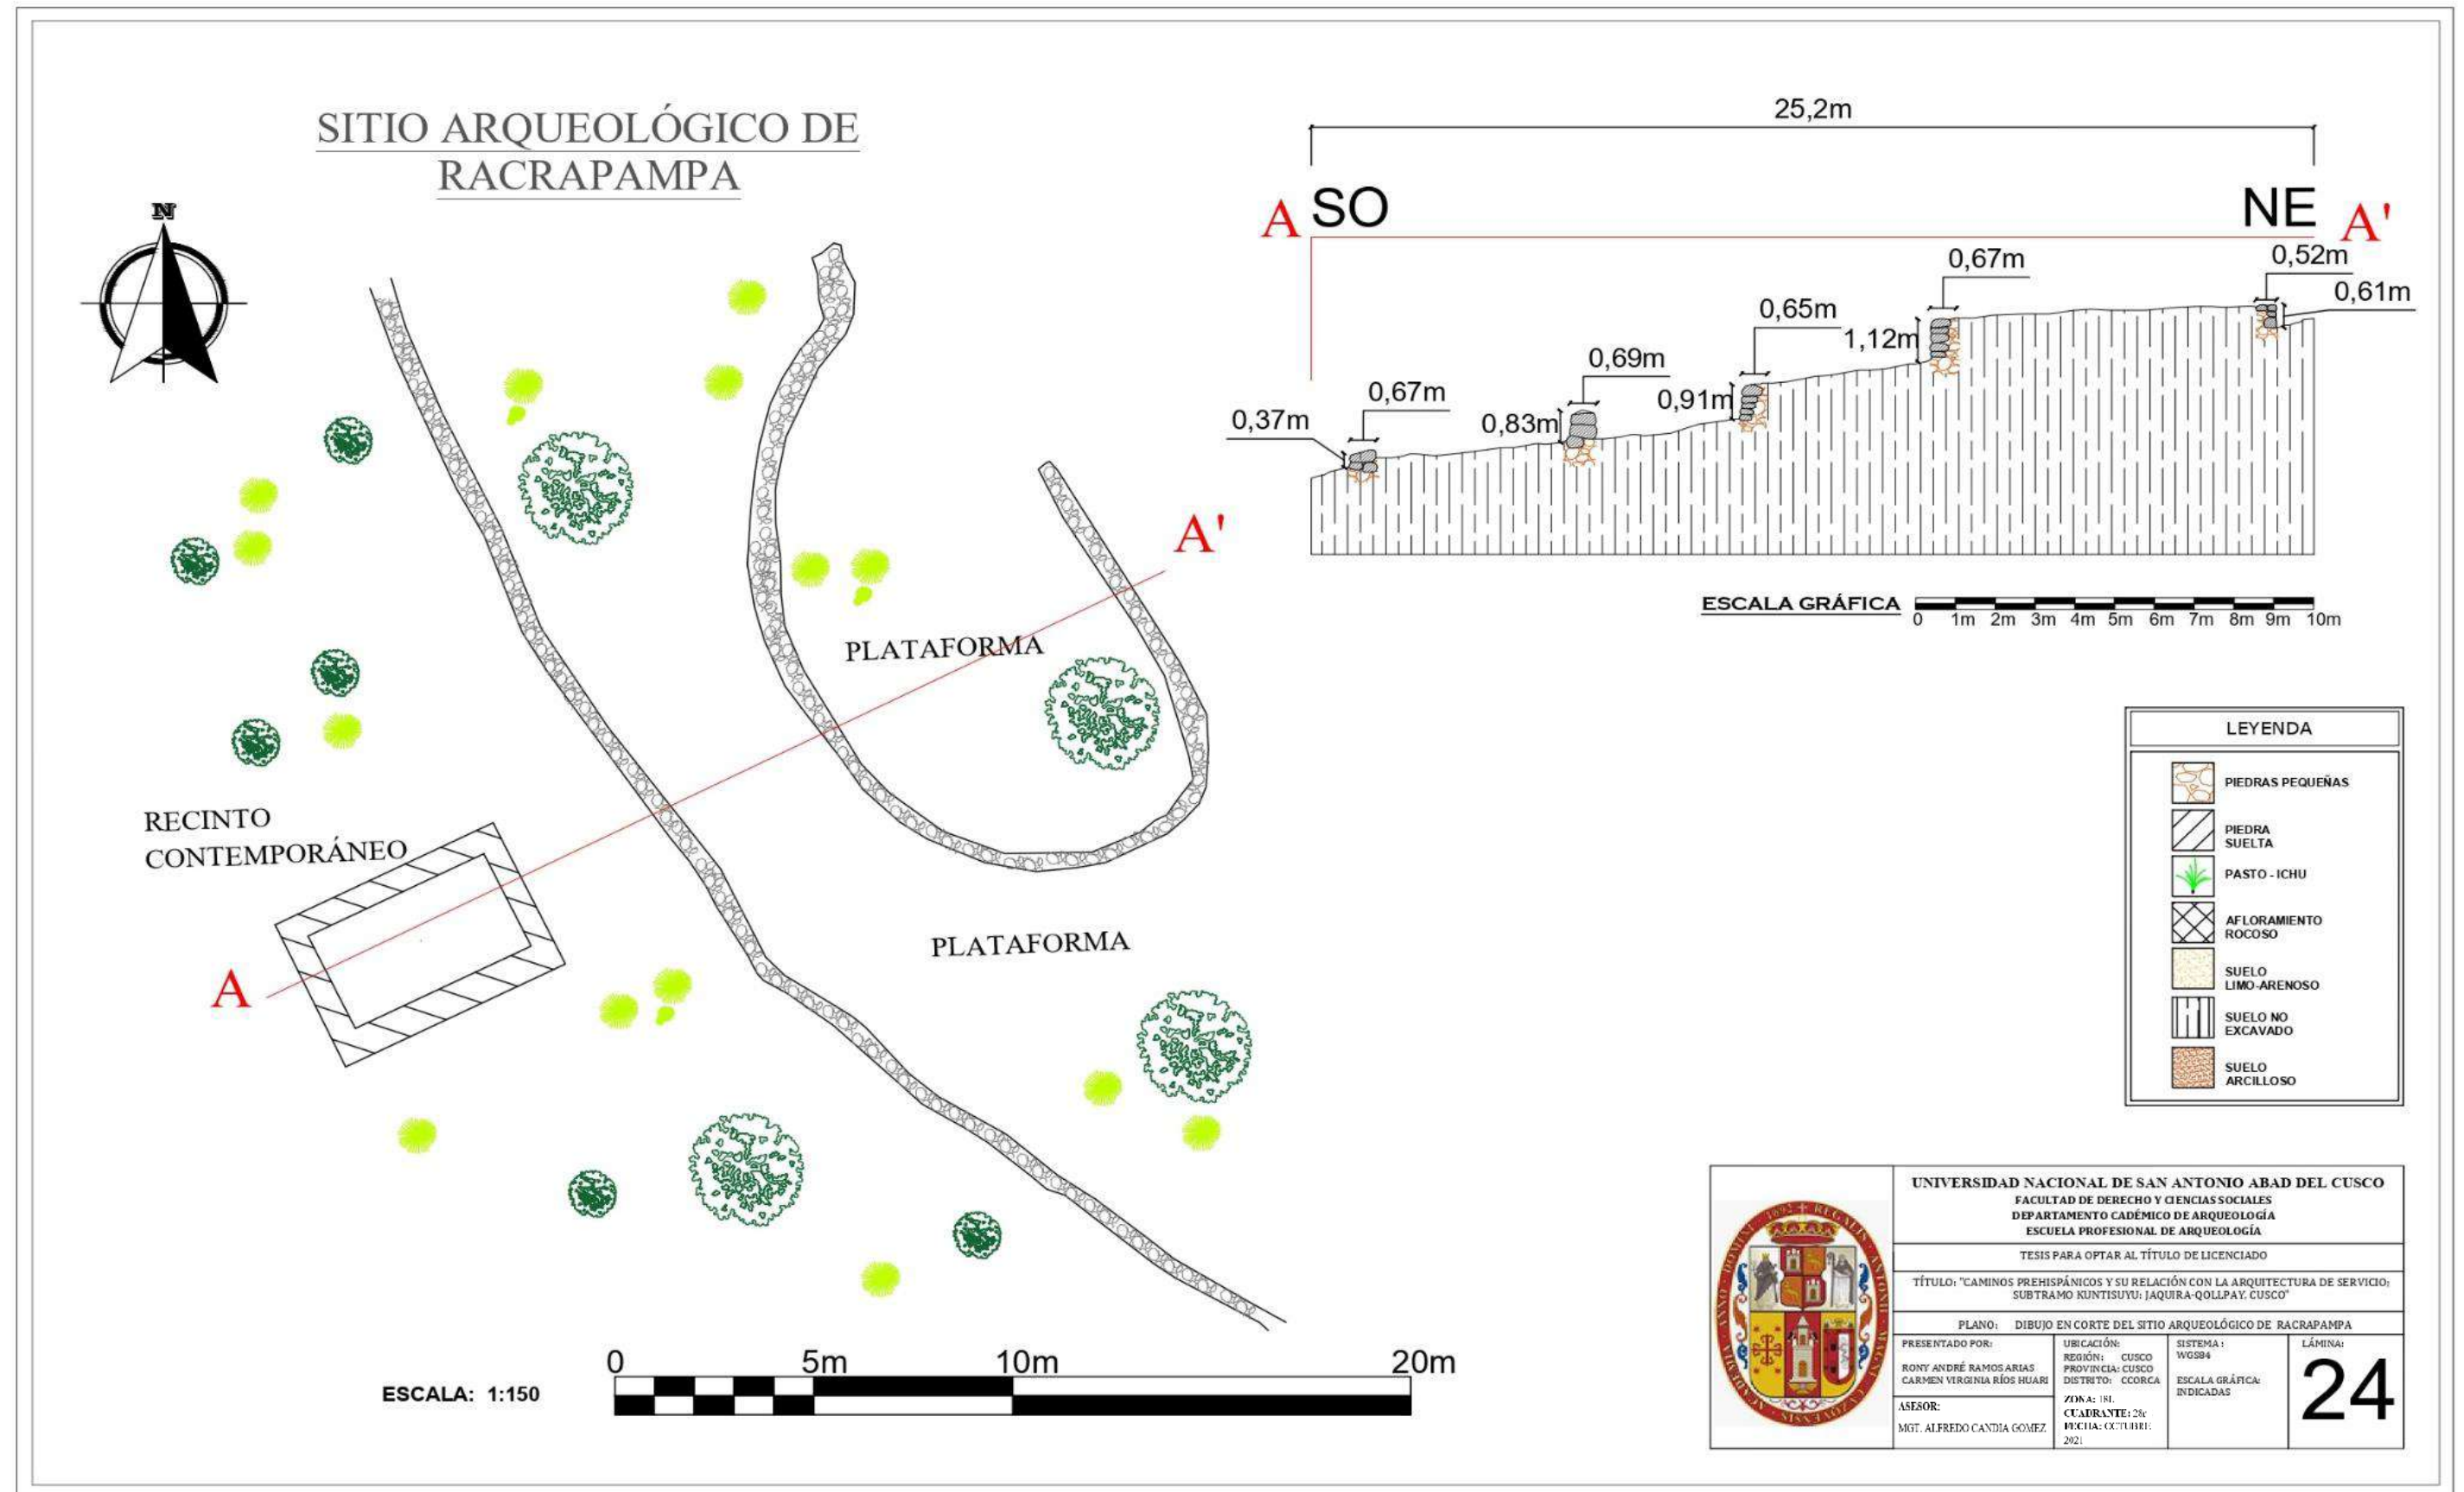 SITIO ARQUEOLÓGICO DE
RACRAPAMPA
N
A'
PLATAFORMA
RECINTO
CONTEMPORÁNEO
A
PLATAFORMA
0 5m 10m 20m
ESCALA: 1:150
25,2m
A SO NE A'
0,37m
0,67m
0,83m
0,69m
0,91m
0,65m
1,12m
0,67m
0,52m
0,61m
ESCALA GRÁFICA
0 1m 2m 3m 4m 5m 6m 7m 8m 9m 10m
LEYENDA
PIEDRAS PEQUEÑAS
PIEDRA
SUELTA
PASTO - ICHU
AFLORAMIENTO
ROCOSO
SUELO
LIMO-ARENOSO
SUELO NO
EXCAVADO
SUELO
ARCILLOSO
UNIVERSIDAD NACIONAL DE SAN ANTONIO ABAD DEL CUSCO
FACULTAD DE DERECHO Y CIENCIAS SOCIALES
DEPARTAMENTO CADÉMICO DE ARQUEOLOGÍA
ESCUELA PROFESIONAL DE ARQUEOLOGÍA
TESIS PARA OPTAR AL TÍTULO DE LICENCIADO
TÍTULO: "CAMINOS PREHISPÁNICOS Y SU RELACIÓN CON LA ARQUITECTURA DE SERVICIO;
SUBTRAMO KUNTISUYU: JAQUIRA-QOLLPAY. CUSCO"
PLANO: DIBUJO EN CORTE DEL SITIO ARQUEOLÓGICO DE RACRAPAMPA
PRESENTADO POR:
RONY ANDRÉ RAMOS ARIAS
CARMEN VIRGINIA RÍOS HUARI
ASESOR:
MGT. ALFREDO CANDIA GOMEZ
UBICACIÓN:
REGIÓN: CUSCO
PROVINCIA: CUSCO
DISTRITO: CCORCA
ZONA: 18L
CUADRANTE: 28r
FECHA: OCTUBRE
2021
SISTEMA :
WGS84
ESCALA GRÁFICA:
INDICADAS
LÁMINA:
24